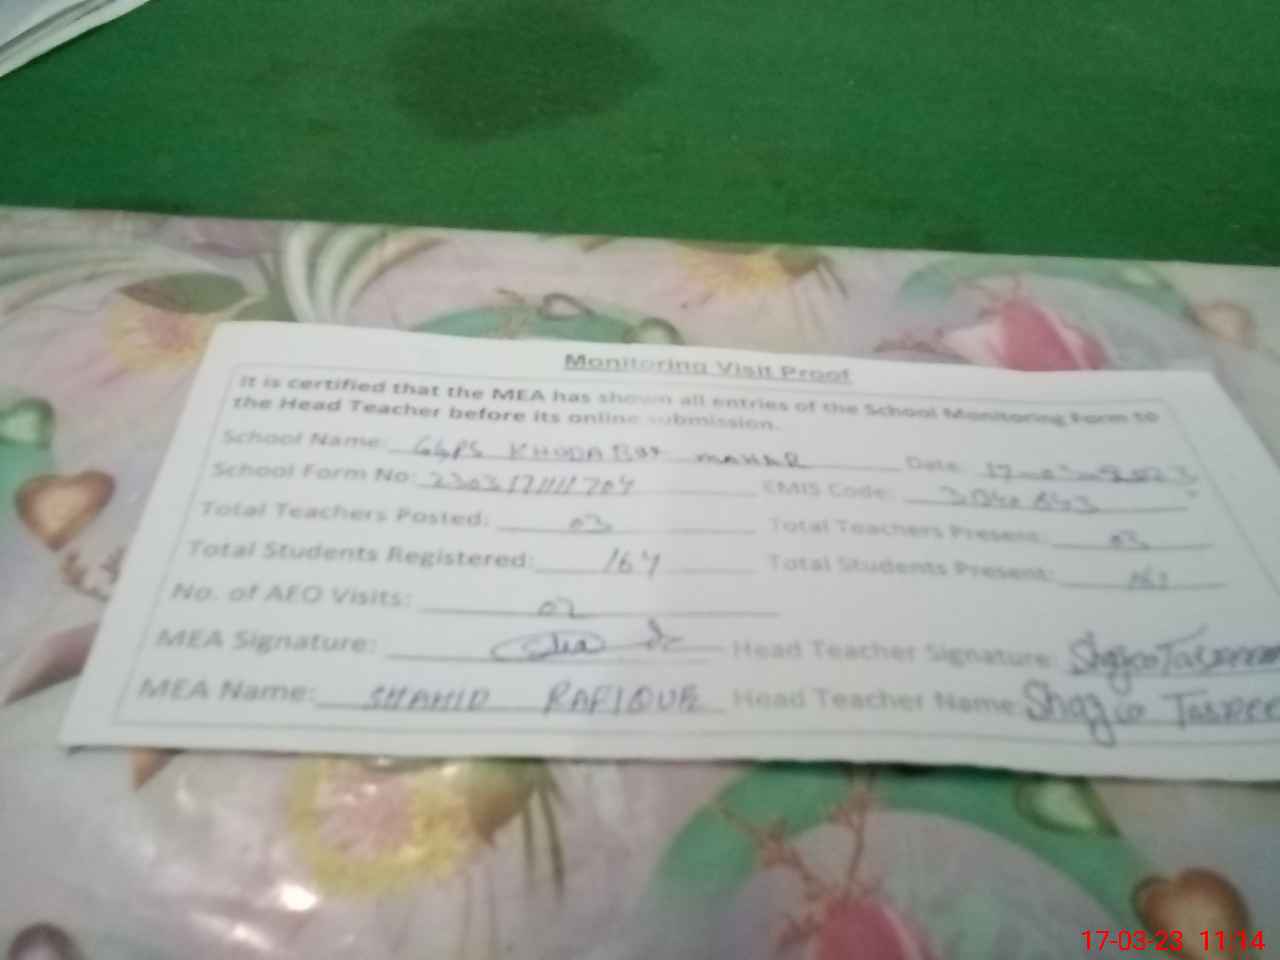 Monitoring Visit Proof
It is certified that the MEA has shown all entries of the School Monitoring Form to
the Head Teacher before its online submission.
School Name: GGPS KHUDA BUX MAHAR Date: 17-03-2023
School Form No: EMIS Code:
Total Teachers Posted: 03 Total Teachers Present: 03
Total Students Registered: 164 Total Students Present:
No. of AEO Visits: 02
MEA Signature: Head Teacher Signature: Shazia
MEA Name: SHAHID RAFIQUE Head Teacher Name: Shazia
17-03-23 11:14